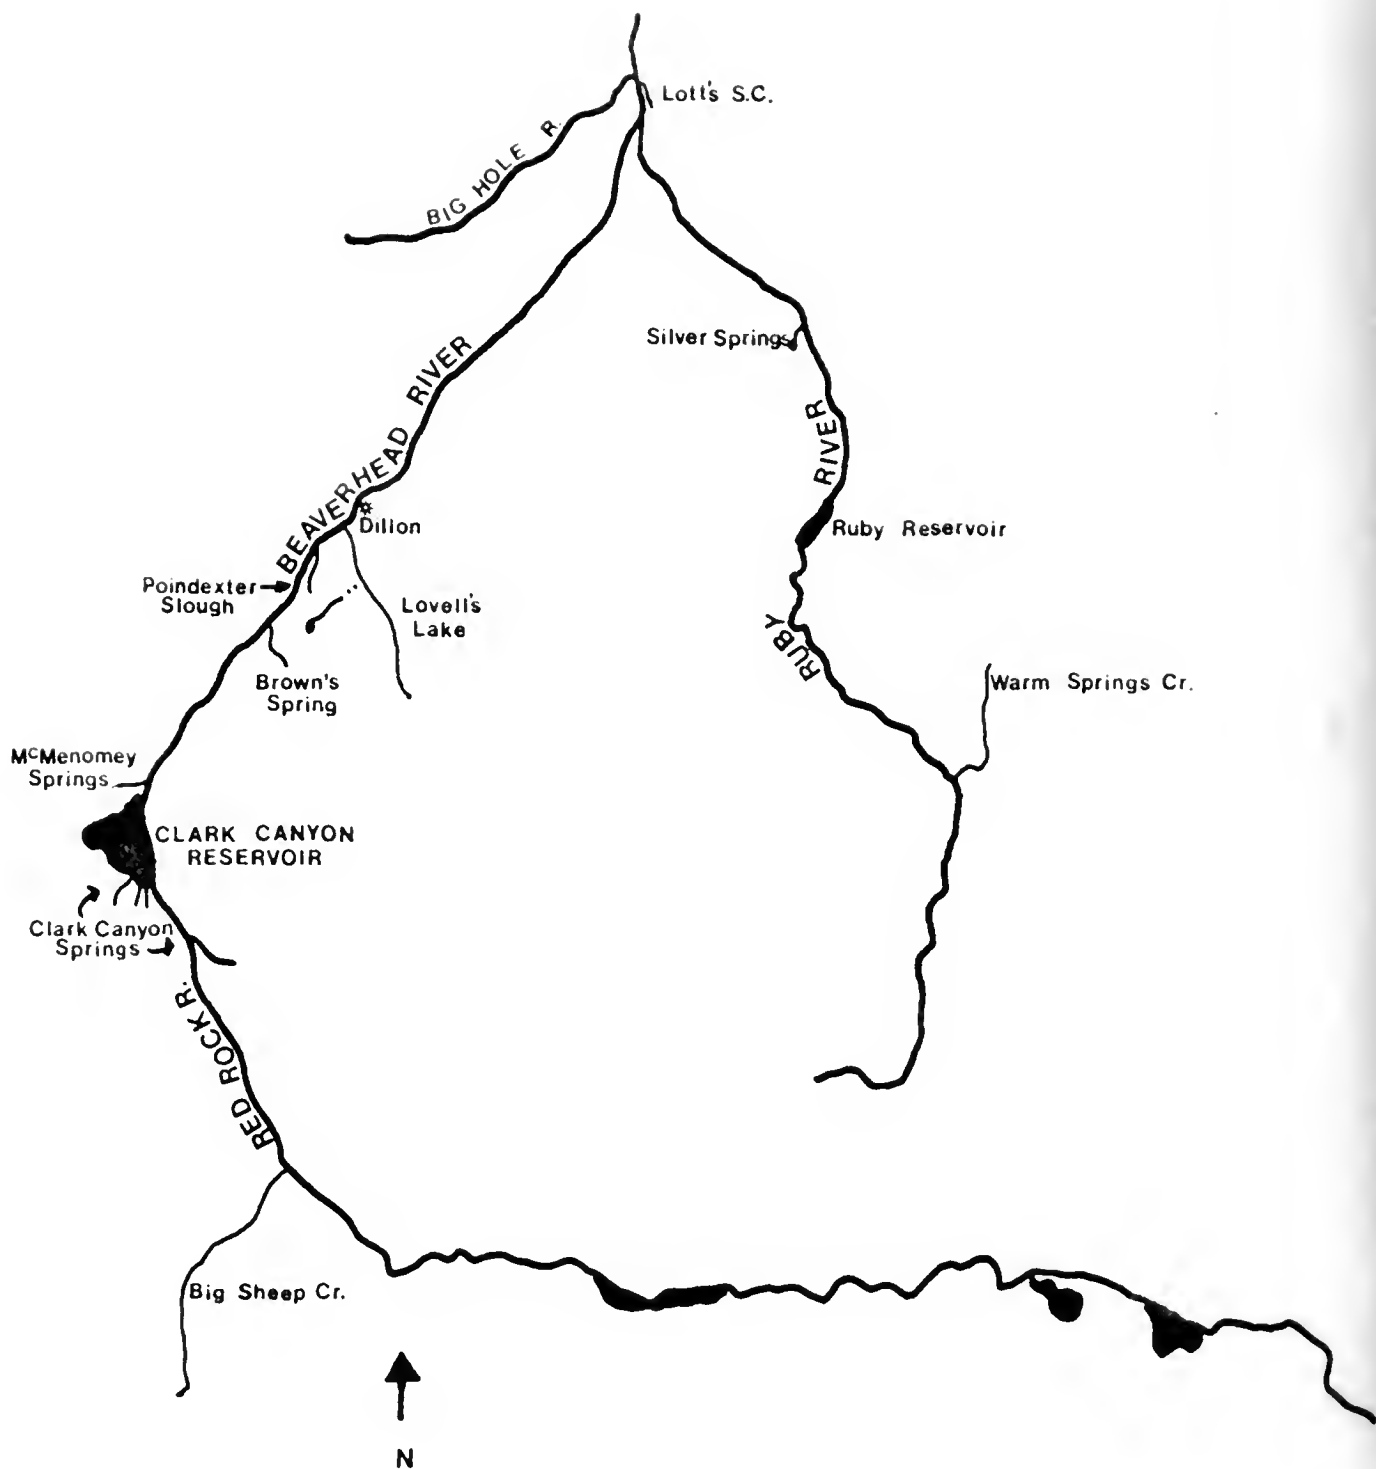 Lott's S.C.
BIG HOLE R.
Silver Springs
BEAVERHEAD RIVER
RUBY RIVER
Dillon
Ruby Reservoir
Poindexter
Slough
Lovell's
Lake
Brown's
Spring
Warm Springs Cr.
McMenomey
Springs
CLARK CANYON
RESERVOIR
Clark Canyon
Springs
RED ROCK R.
Big Sheep Cr.
N